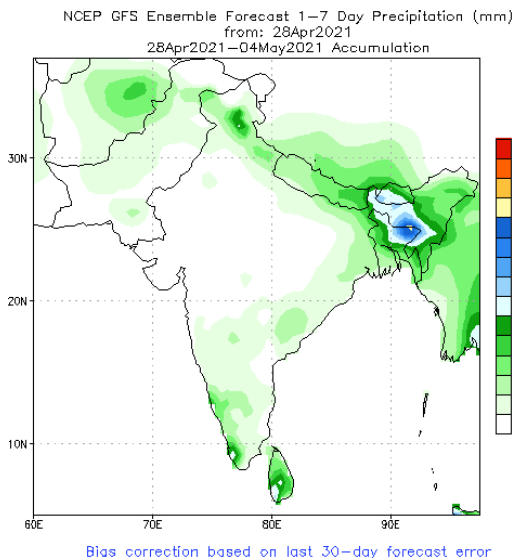 NCEP GFS Ensemble Forecast 1-7 Day Precipitation (mm)
from: 28Apr2021
28Apr2021-04May2021 Accumulation
30N
20N
10N
60E 70E 80E 90E
Bias correction based on last 30-day forecast error